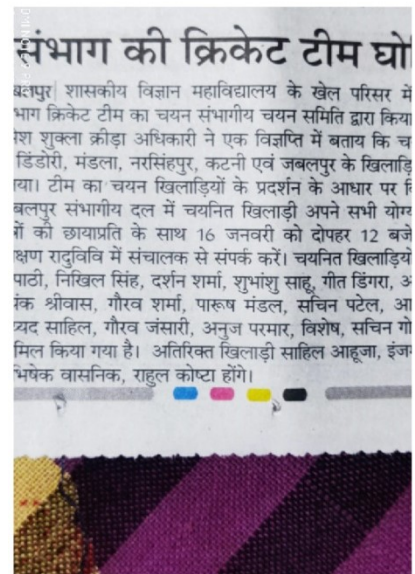 संभाग की क्रिकेट टीम घो
बलपुर शासकीय विज्ञान महाविद्यालय के खेल परिसर में
भाग क्रिकेट टीम का चयन संभागीय चयन समिति द्वारा किया
श शुक्ला क्रीड़ा अधिकारी ने एक विज्ञप्ति में बताय कि च
डिंडोरी, मंडला, नरसिंहपुर, कटनी एवं जबलपुर के खिलाड़ि
या। टीम का चयन खिलाड़ियों के प्रदर्शन के आधार पर
बलपुर संभागीय दल में चयनित खिलाड़ी अपने सभी योग्य
ों की छायाप्रति के साथ 16 जनवरी को दोपहर 12 बजे
क्षण रादुविवि में संचालक से संपर्क करें। चयनित खिलाड़िये
पाठी, निखिल सिंह, दर्शन शर्मा, शुभांशु साहू, गीत डिंगरा, अ
ंक श्रीवास, गौरव शर्मा, पारूष मंडल, सचिन पटेल, आ
य्यद साहिल, गौरव जंसारी, अनुज परमार, विशेष, सचिन गो
मिल किया गया है। अतिरिक्त खिलाड़ी साहिल आहूजा, इंज
भेषेक वासनिक, राहुल कोष्टा होंगे।